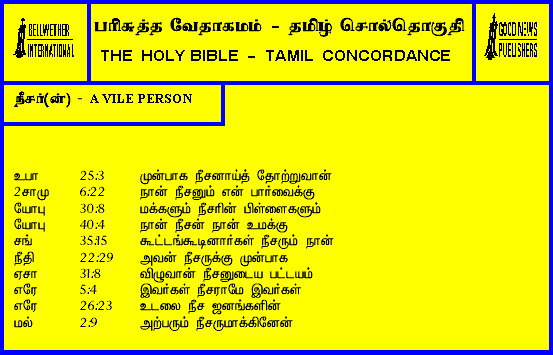 BELLWETHER
INTERNATIONAL
பரிசுத்த வேதாகமம் - தமிழ் சொல்தொகுதி
THE HOLY BIBLE - TAMIL CONCORDANCE
GOOD NEWS
PUBLISHERS
நீசர்(ன்) - A VILE PERSON
உபா 25:3 முன்பாக நீசனாய்த் தோற்றுவான்
2சாமு 6:22 நான் நீசனும் என் பார்வைக்கு
யோபு 30:8 மக்களும் நீசரின் பிள்ளைகளும்
யோபு 40:4 நான் நீசன் நான் உமக்கு
சங் 35:15 கூட்டங்கூடினார்கள் நீசரும் நான்
நீதி 22:29 அவன் நீசருக்கு முன்பாக
ஏசா 31:8 விழுவான் நீசனுடைய பட்டயம்
எரே 5:4 இவர்கள் நீசராமே இவர்கள்
எரே 26:23 உடலை நீச ஜனங்களின்
மல் 2:9 அற்பரும் நீசருமாக்கினேன்